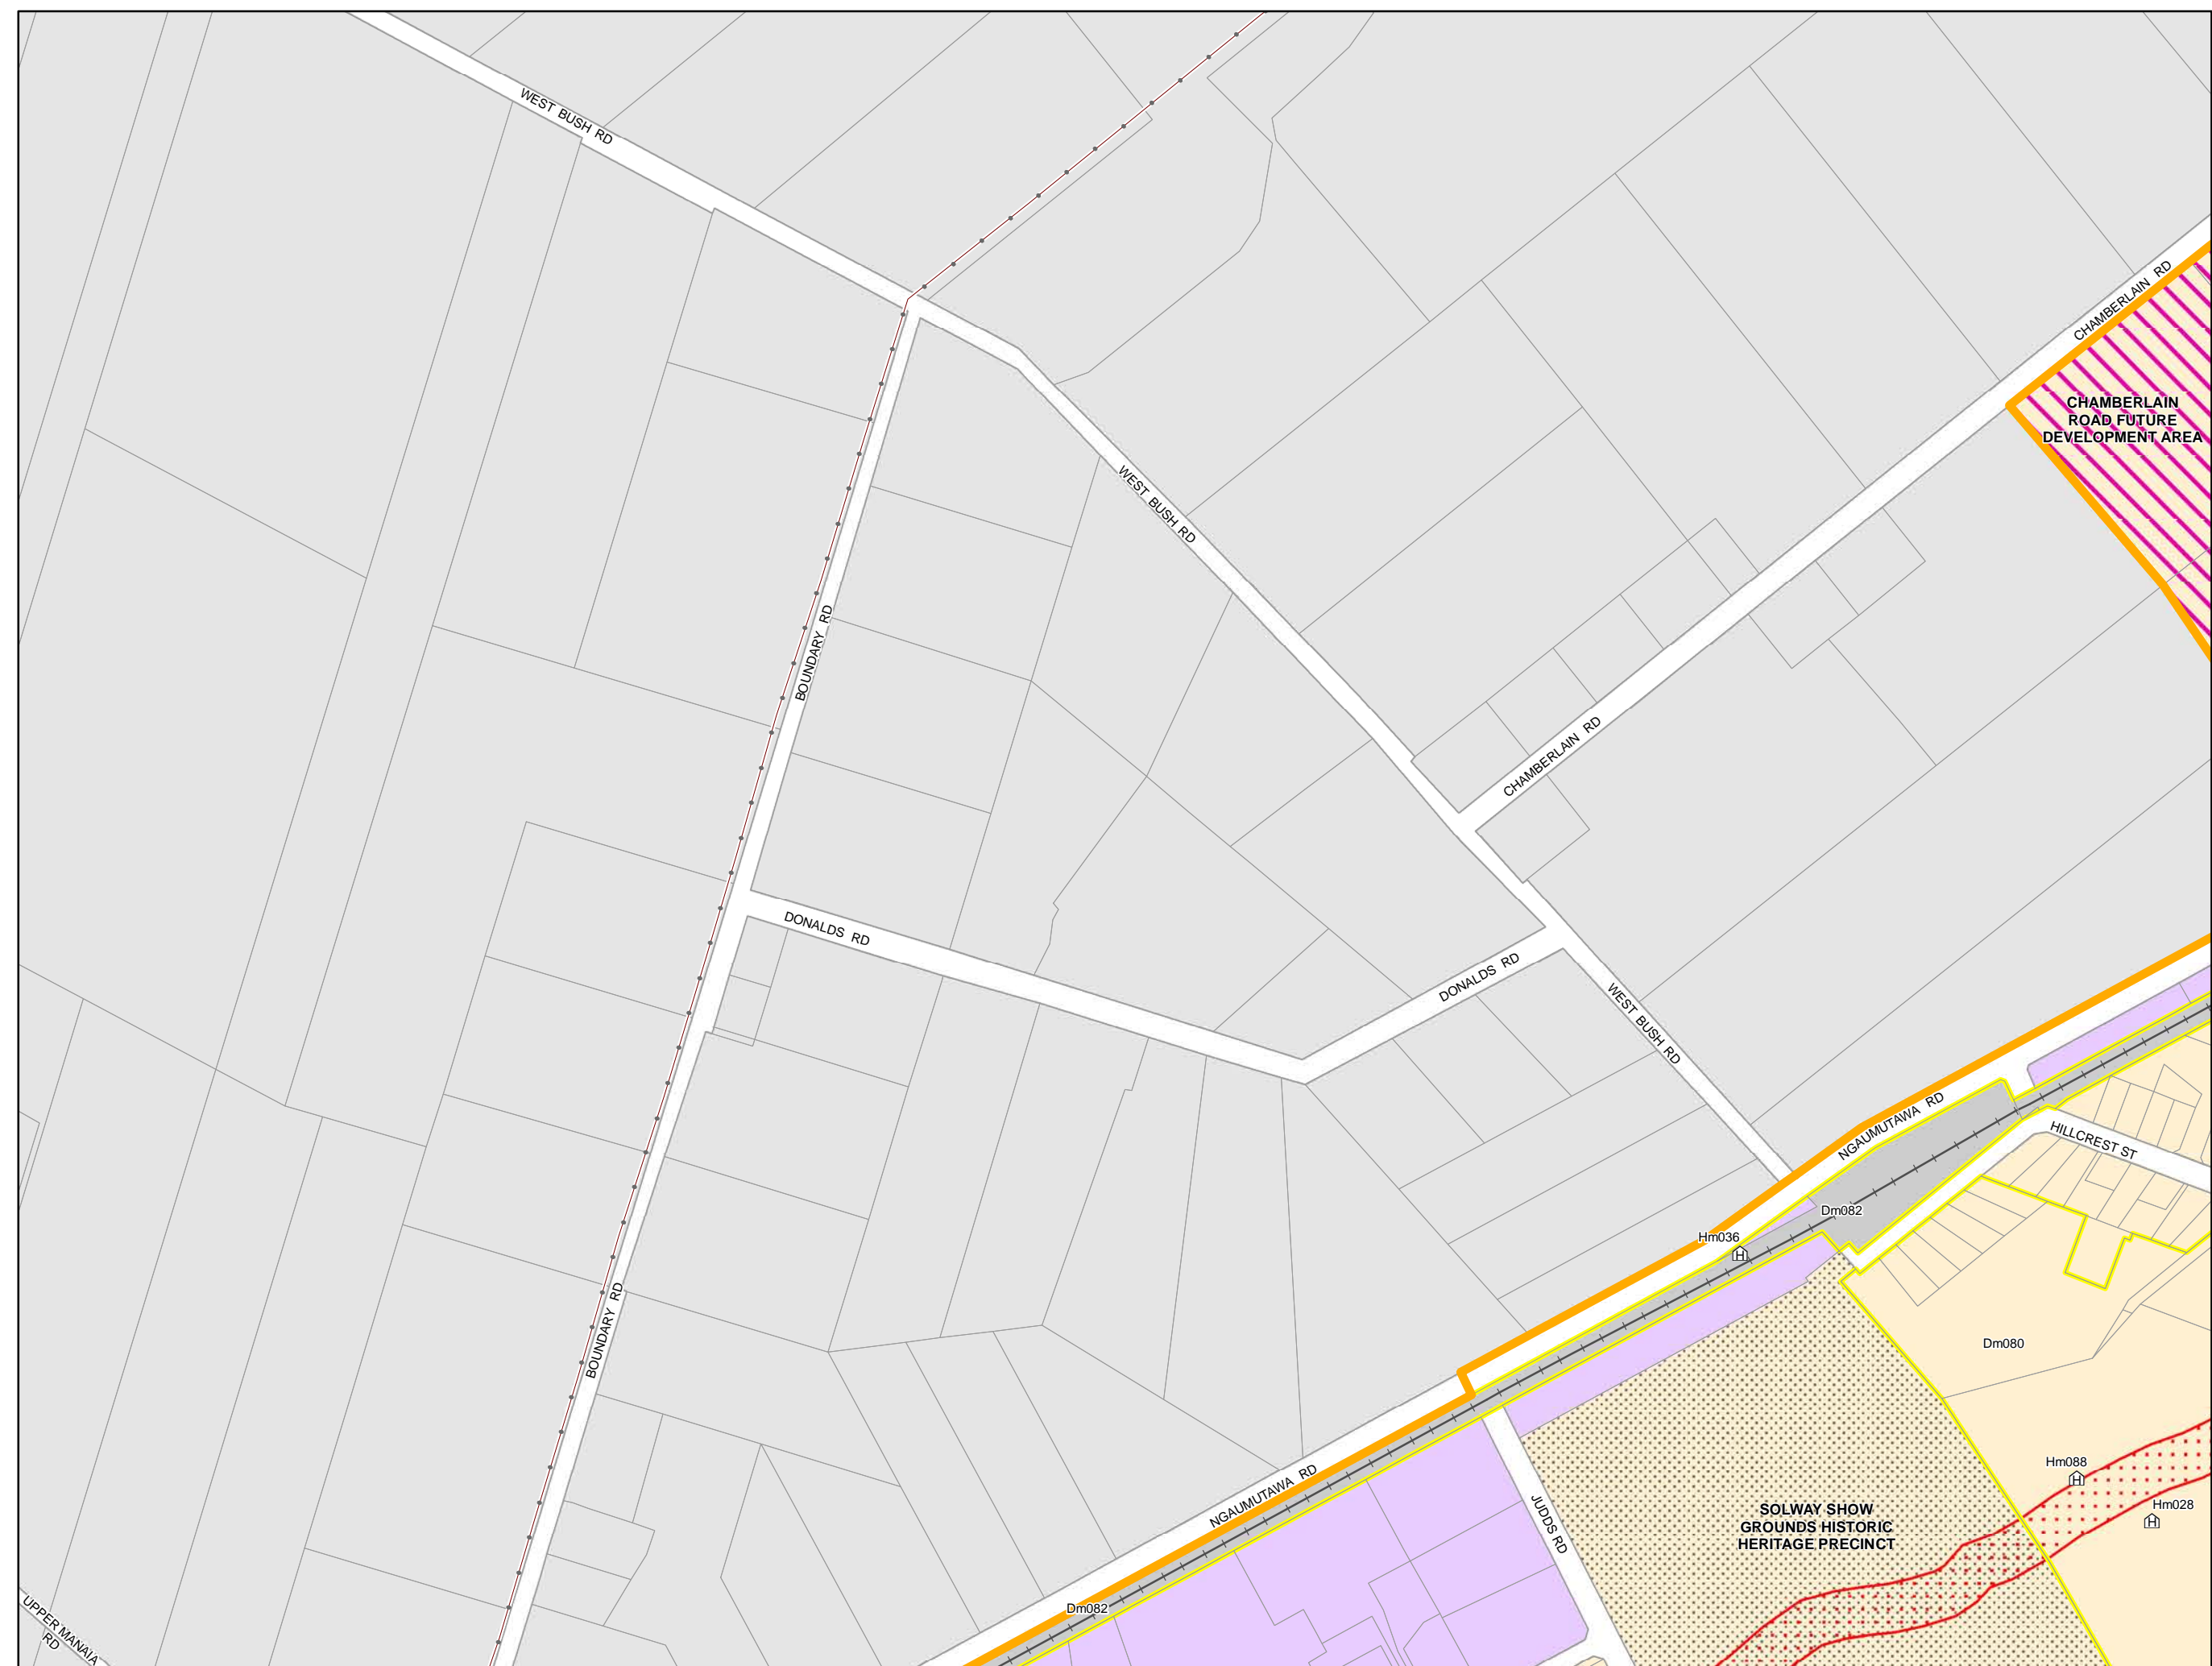 WEST BUSH RD
CHAMBERLAIN RD
CHAMBERLAIN
ROAD FUTURE
DEVELOPMENT AREA
WEST BUSH RD
BOUNDARY RD
CHAMBERLAIN RD
DONALDS RD
DONALDS RD
WEST BUSH RD
NGAUMUTAWA RD
HILLCREST ST
Dm082
Hm036
H
BOUNDARY RD
Dm080
Hm088
H
NGAUMUTAWA RD
JUDDS RD
Hm028
H
SOLWAY SHOW
GROUNDS HISTORIC
HERITAGE PRECINCT
Dm082
UPPER MANAIA
RD